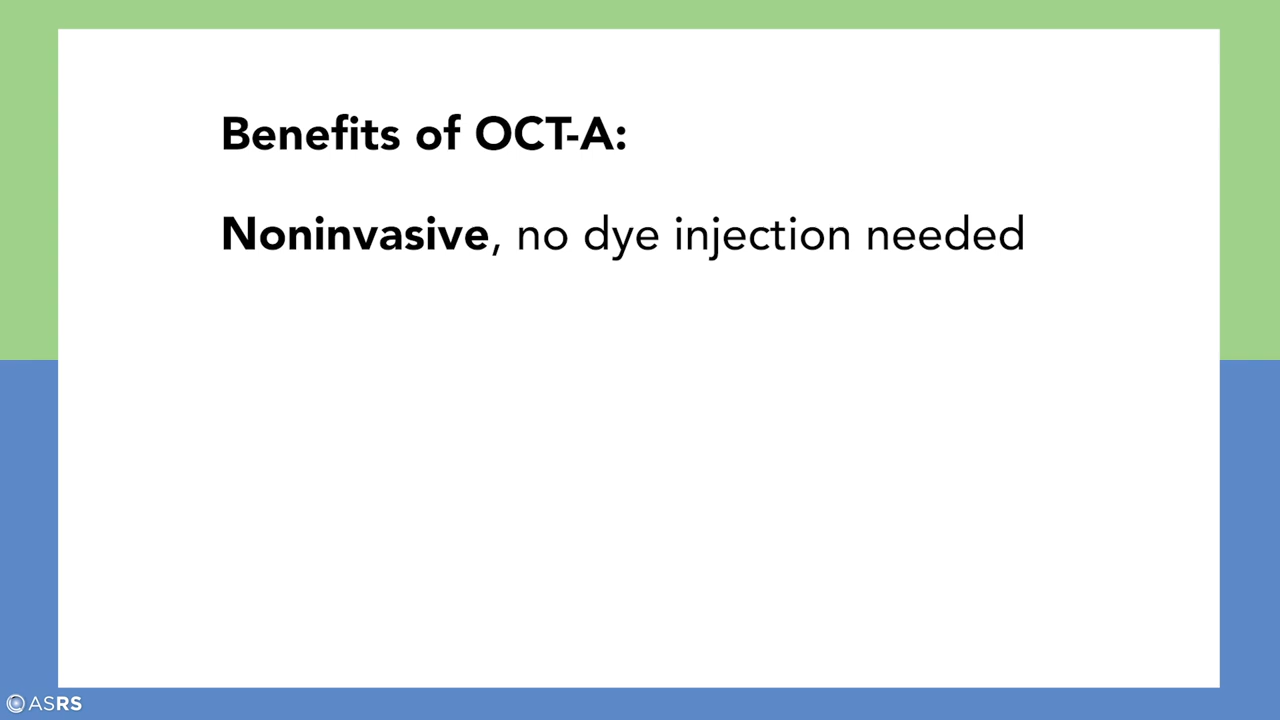 Benefits of OCT-A:
Noninvasive, no dye injection needed
ASRS